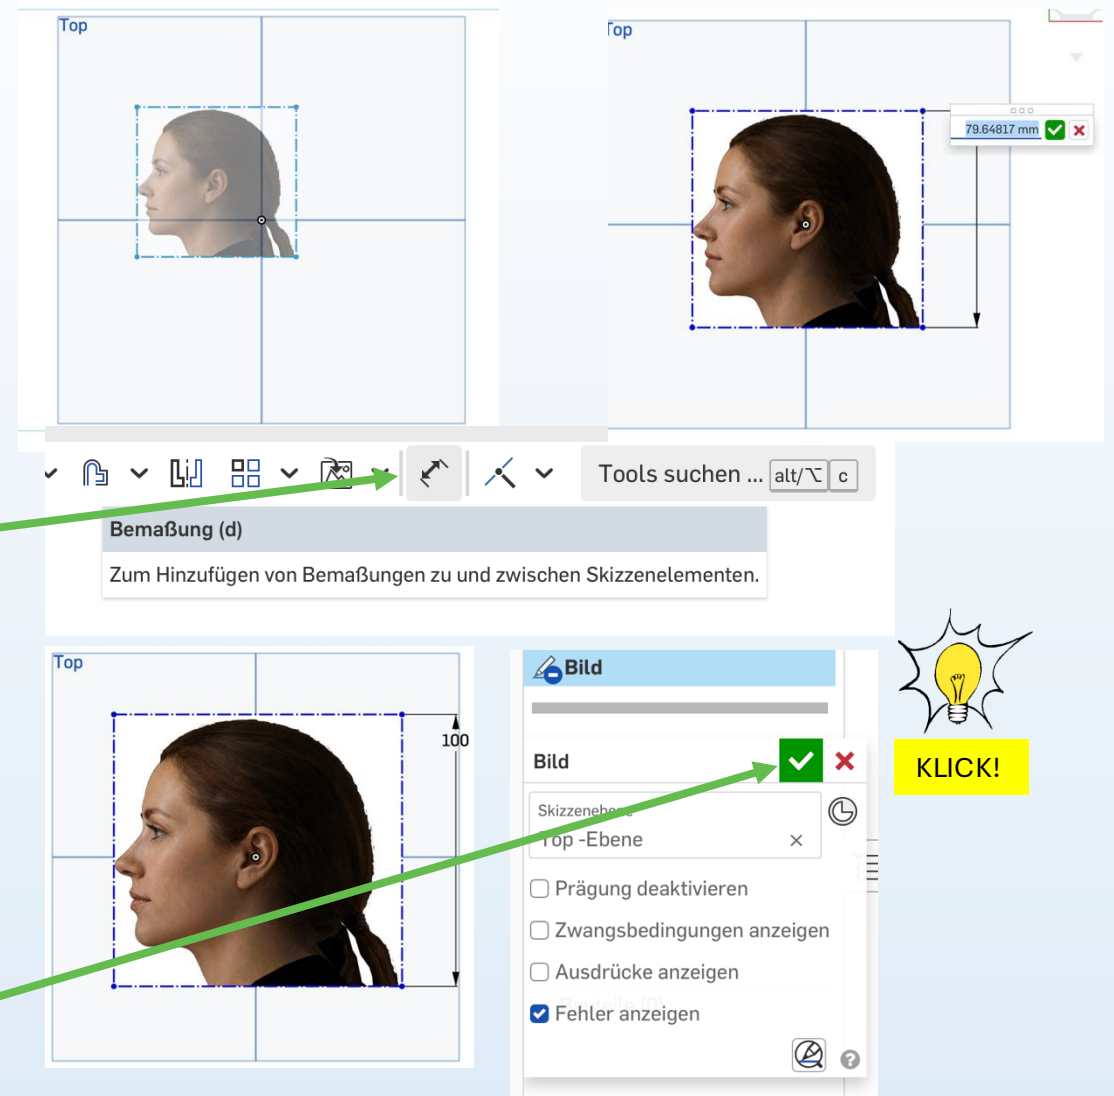 Top
Top
79.64817 mm
Tools suchen ... alt/⌥ c
Bemaßung (d)
Zum Hinzufügen von Bemaßungen zu und zwischen Skizzenelementen.
Top
100
Bild
KLICK!
Bild
Skizzenebene
Top -Ebene
Prägung deaktivieren
Zwangsbedingungen anzeigen
Ausdrücke anzeigen
Fehler anzeigen